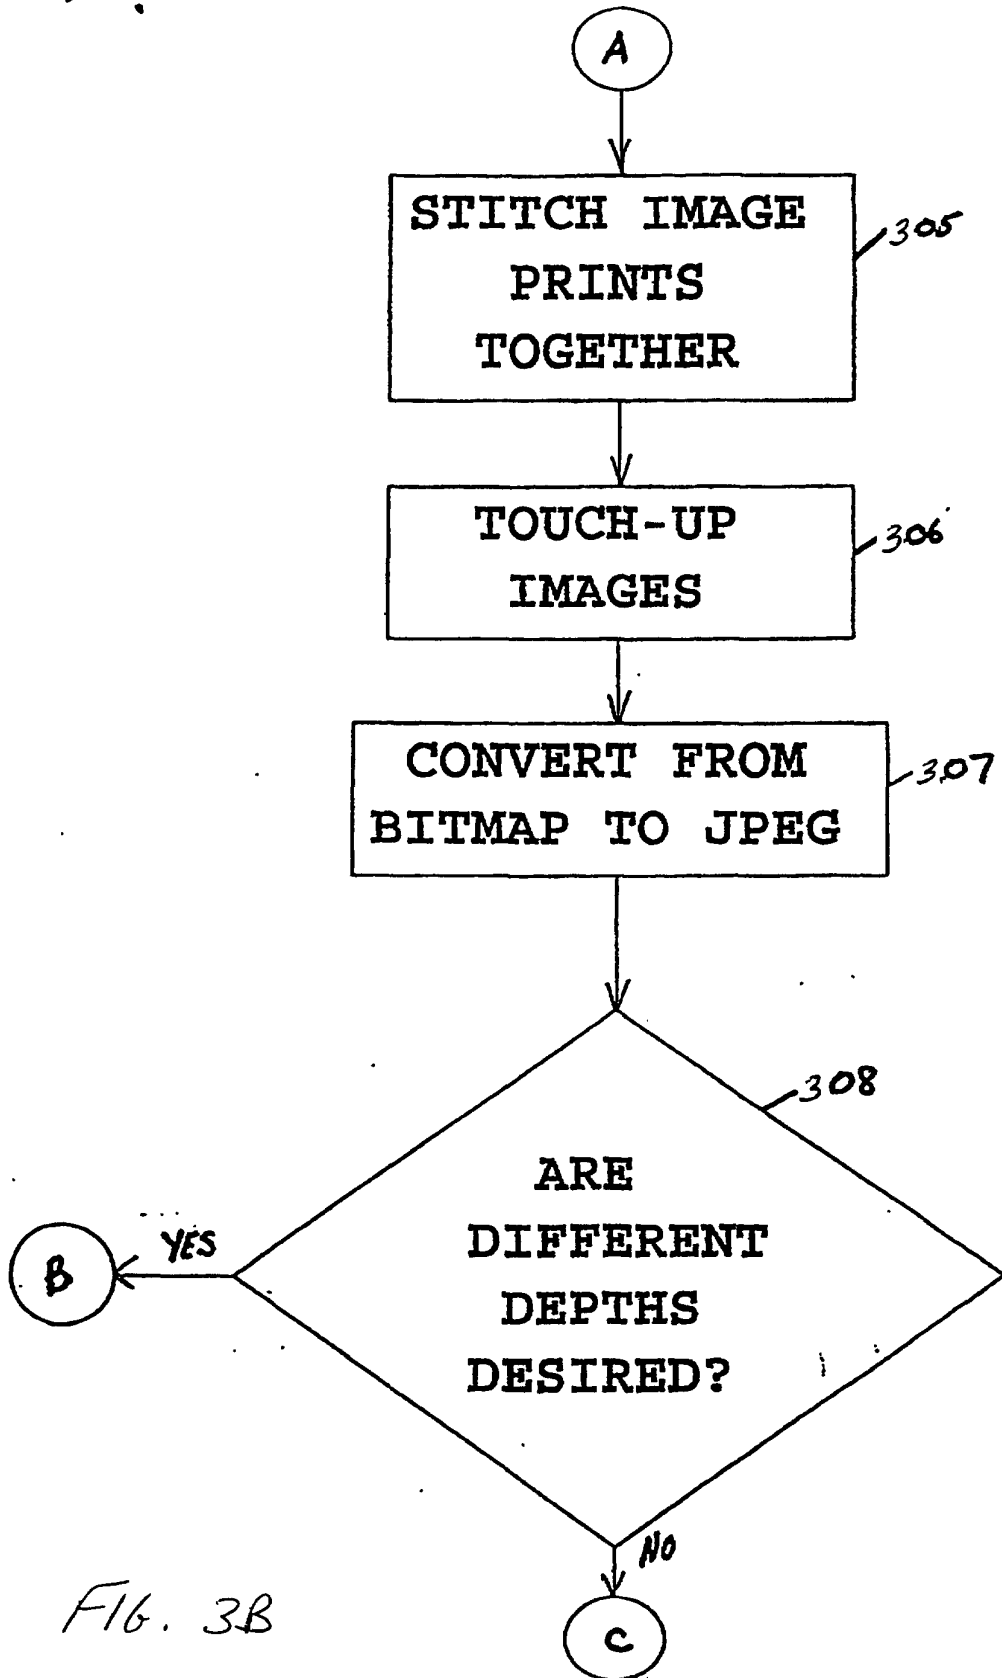 A
STITCH IMAGE
PRINTS
TOGETHER
305
TOUCH-UP
IMAGES
306
CONVERT FROM
BITMAP TO JPEG
307
308
ARE
DIFFERENT
DEPTHS
DESIRED?
YES
B
NO
C
FIG. 3B